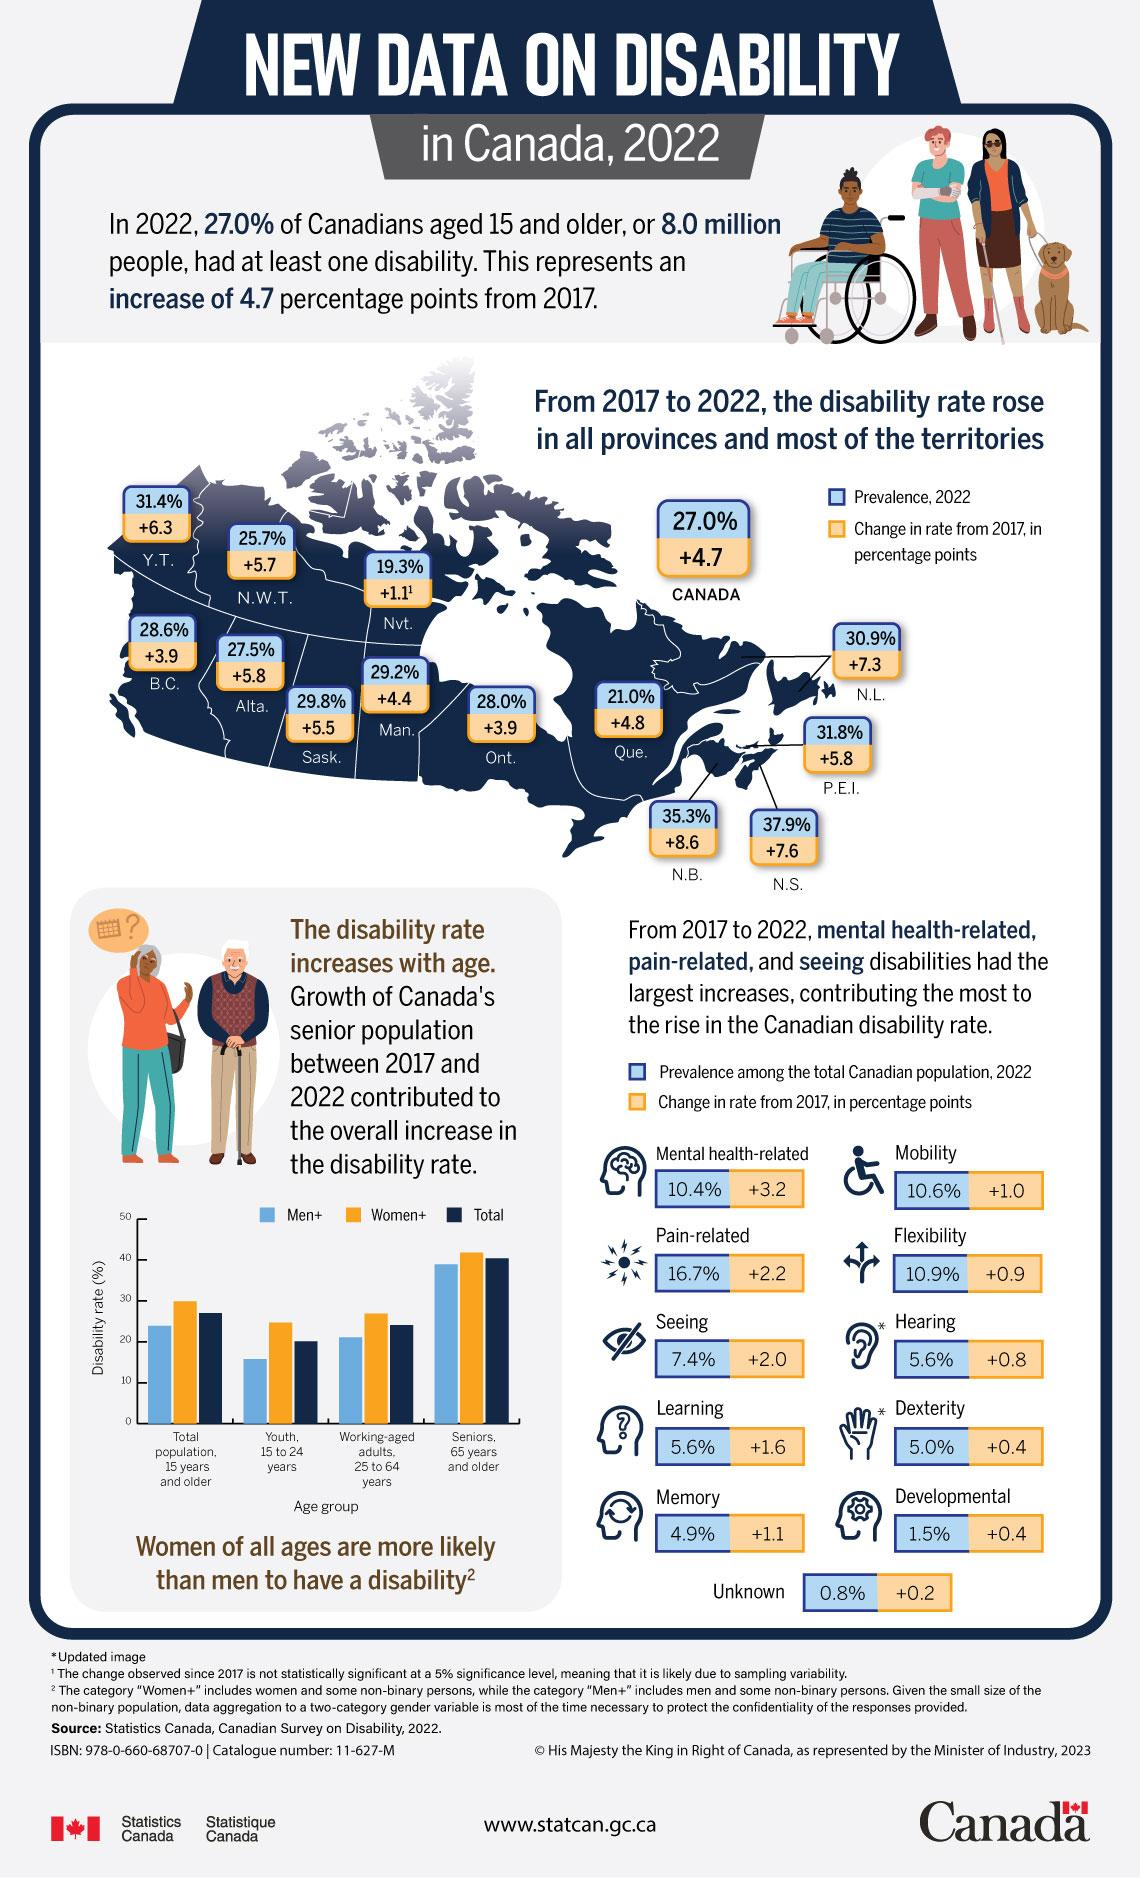 NEW DATA ON DISABILITY
in Canada, 2022
In 2022, 27.0% of Canadians aged 15 and older, or 8.0 million
people, had at least one disability. This represents an
increase of 4.7 percentage points from 2017.
From 2017 to 2022, the disability rate rose
in all provinces and most of the territories
Prevalence, 2022
Change in rate from 2017, in
percentage points
27.0%
+4.7
CANADA
31.4%
+6.3
Y.T.
25.7%
+5.7
N.W.T.
19.3%
+1.1¹
Nvt.
28.6%
+3.9
B.C.
27.5%
+5.8
Alta.
29.8%
+5.5
Sask.
29.2%
+4.4
Man.
28.0%
+3.9
Ont.
21.0%
+4.8
Que.
30.9%
+7.3
N.L.
31.8%
+5.8
P.E.I.
35.3%
+8.6
N.B.
37.9%
+7.6
N.S.
?
The disability rate
increases with age.
Growth of Canada's
senior population
between 2017 and
2022 contributed to
the overall increase in
the disability rate.
Men+ Women+ Total
Disability rate (%)
50
40
30
20
10
0
Total
population,
15 years
and older
Youth,
15 to 24
years
Working-aged
adults,
25 to 64
years
Seniors,
65 years
and older
Age group
Women of all ages are more likely
than men to have a disability²
From 2017 to 2022, mental health-related,
pain-related, and seeing disabilities had the
largest increases, contributing the most to
the rise in the Canadian disability rate.
Prevalence among the total Canadian population, 2022
Change in rate from 2017, in percentage points
Mental health-related
10.4% +3.2
Mobility
10.6% +1.0
Pain-related
16.7% +2.2
Flexibility
10.9% +0.9
Seeing
7.4% +2.0
* Hearing
5.6% +0.8
? Learning
5.6% +1.6
* Dexterity
5.0% +0.4
Memory
4.9% +1.1
Developmental
1.5% +0.4
Unknown 0.8% +0.2
* Updated image
¹ The change observed since 2017 is not statistically significant at a 5% significance level, meaning that it is likely due to sampling variability.
² The category “Women+” includes women and some non-binary persons, while the category “Men+” includes men and some non-binary persons. Given the small size of the
non-binary population, data aggregation to a two-category gender variable is most of the time necessary to protect the confidentiality of the responses provided.
Source: Statistics Canada, Canadian Survey on Disability, 2022.
ISBN: 978-0-660-68707-0 | Catalogue number: 11-627-M
© His Majesty the King in Right of Canada, as represented by the Minister of Industry, 2023
Statistics Canada
Statistique Canada
www.statcan.gc.ca
Canada